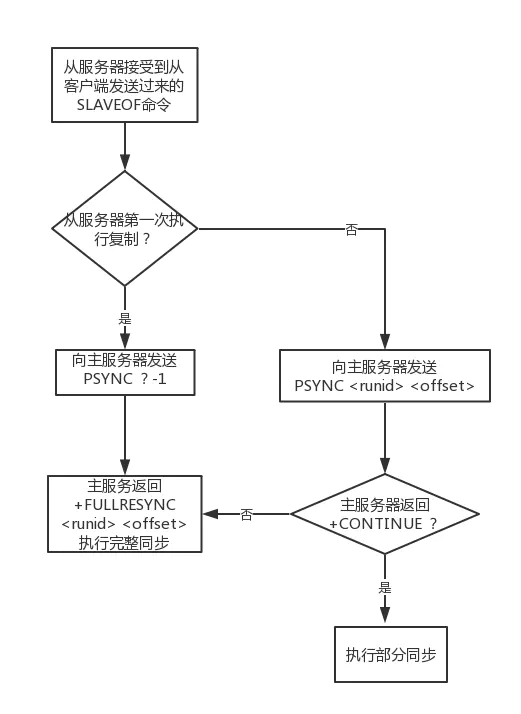 从服务器接受到从
客户端发送过来的
SLAVEOF命令
从服务器第一次执
行复制？
否
是
向主服务器发送
PSYNC ？-1
向主服务器发送
PSYNC <runid> <offset>
主服务返回
+FULLRESYNC
<runid> <offset>
执行完整同步
否
主服务器返回
+CONTINUE ？
是
执行部分同步